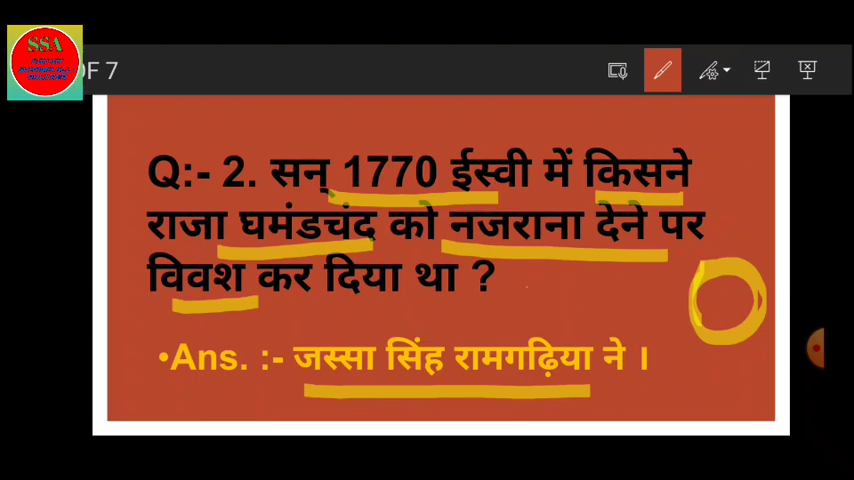 SSA
OF 7
Q:- 2. सन् 1770 ईस्वी में किसने
राजा घमंडचंद को नजराना देने पर
विवश कर दिया था ?
•Ans. :- जस्सा सिंह रामगढ़िया ने ।